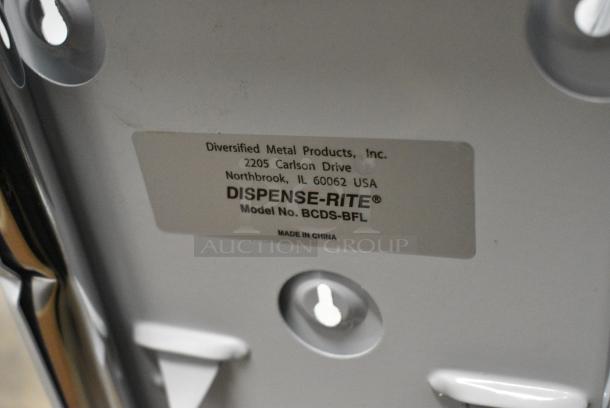 Diversified Metal Products, Inc.
2205 Carlson Drive
Northbrook, IL 60062 USA
DISPENSE-RITE®
Model No. BCDS-BFL
AUCTION GROUP
MADE IN CHINA